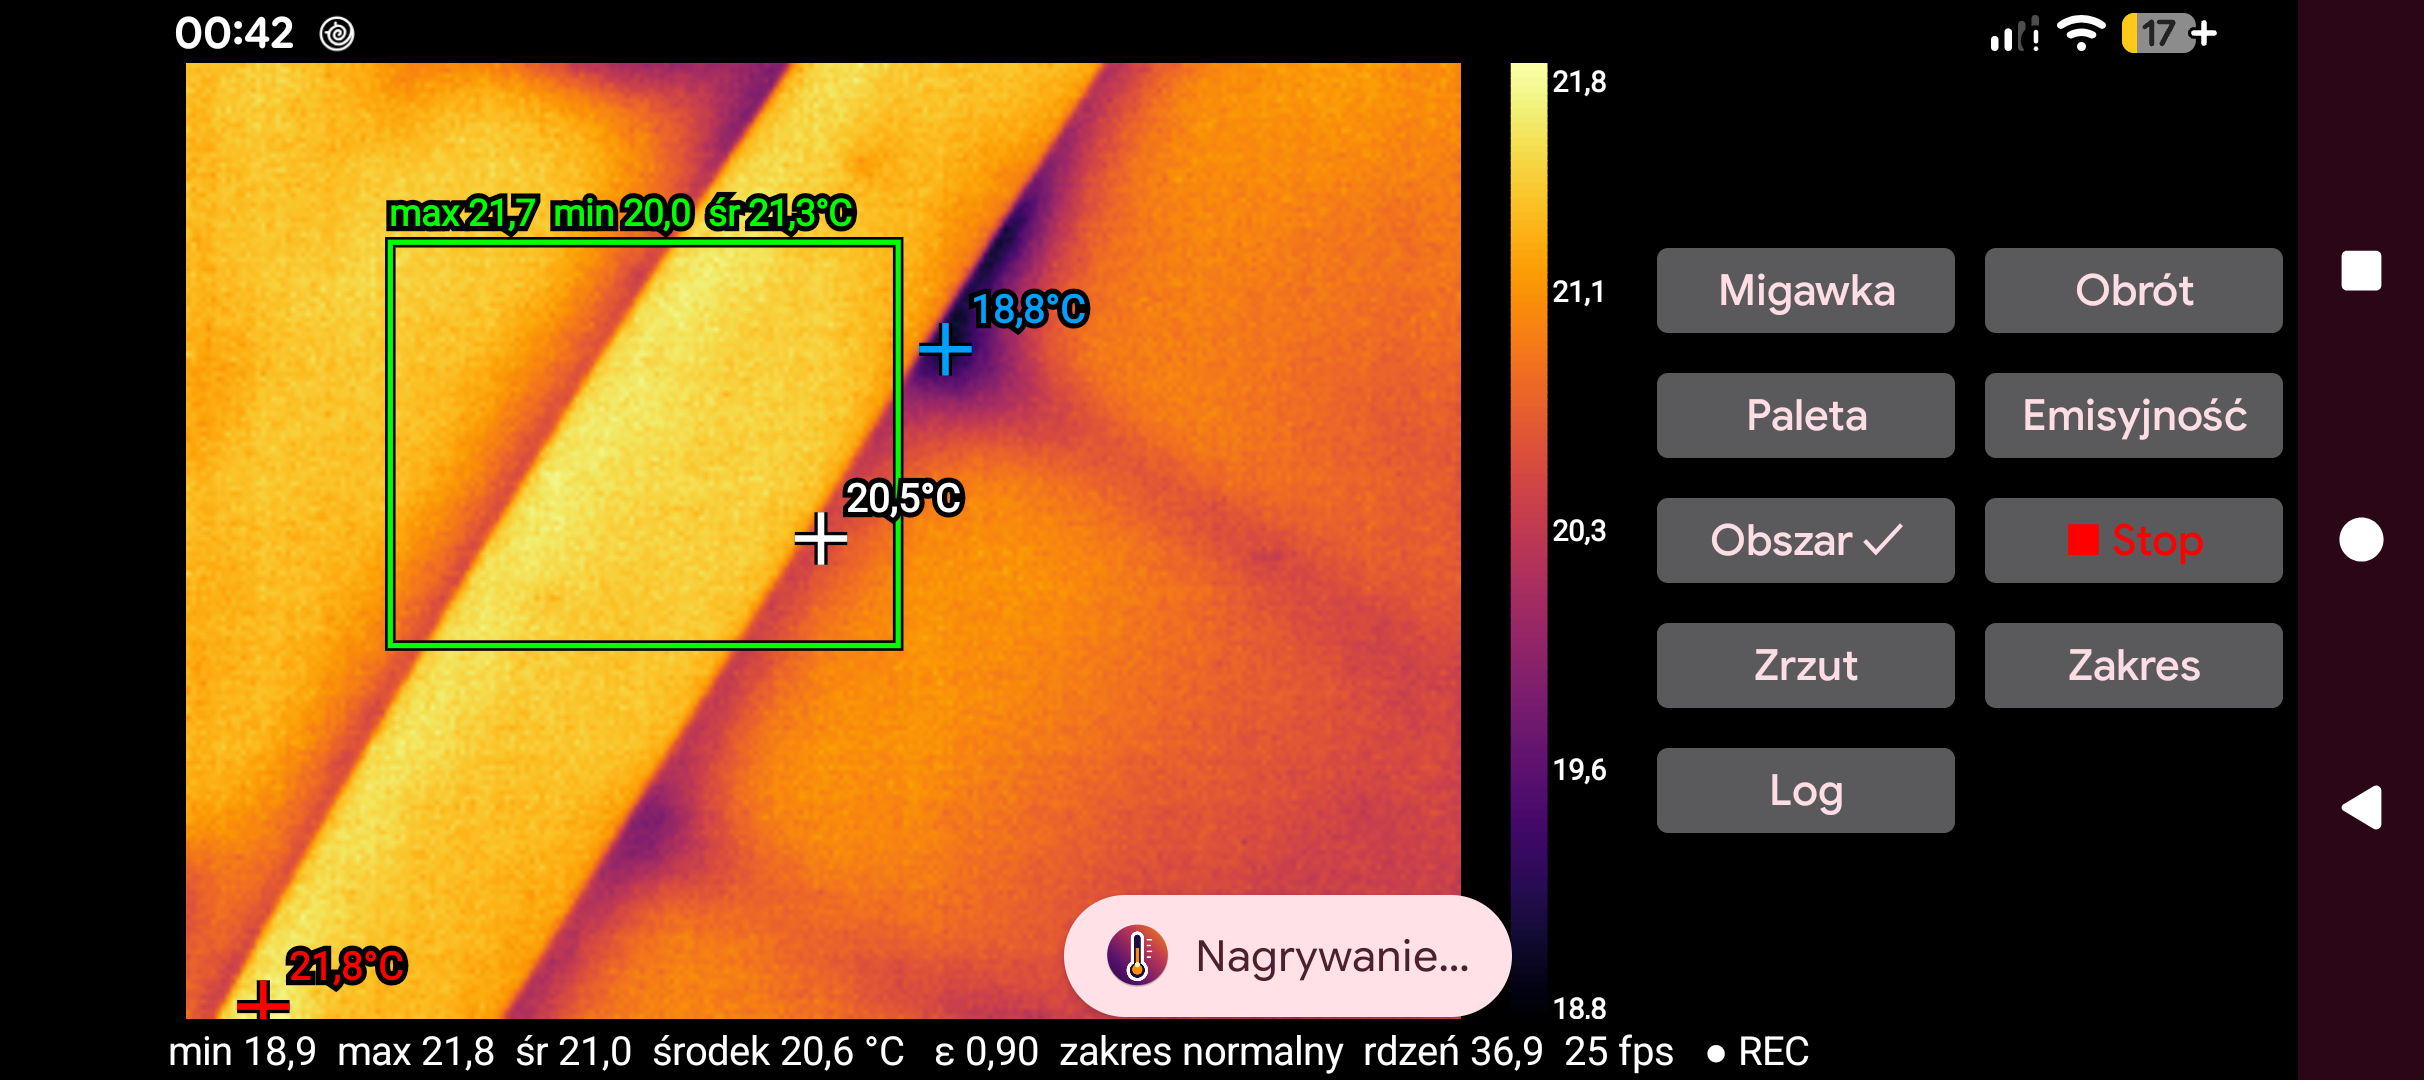 00:42
17
max 21,7 min 20,0 śr 21,3°C
18,8°C
20,5°C
21,8°C
21,8
21,1
20,3
19,6
18.8
Migawka
Obrót
Paleta
Emisyjność
Obszar ✓
Stop
Zrzut
Zakres
Log
Nagrywanie...
min 18,9 max 21,8 śr 21,0 środek 20,6 °C ε 0,90 zakres normalny rdzeń 36,9 25 fps ● REC